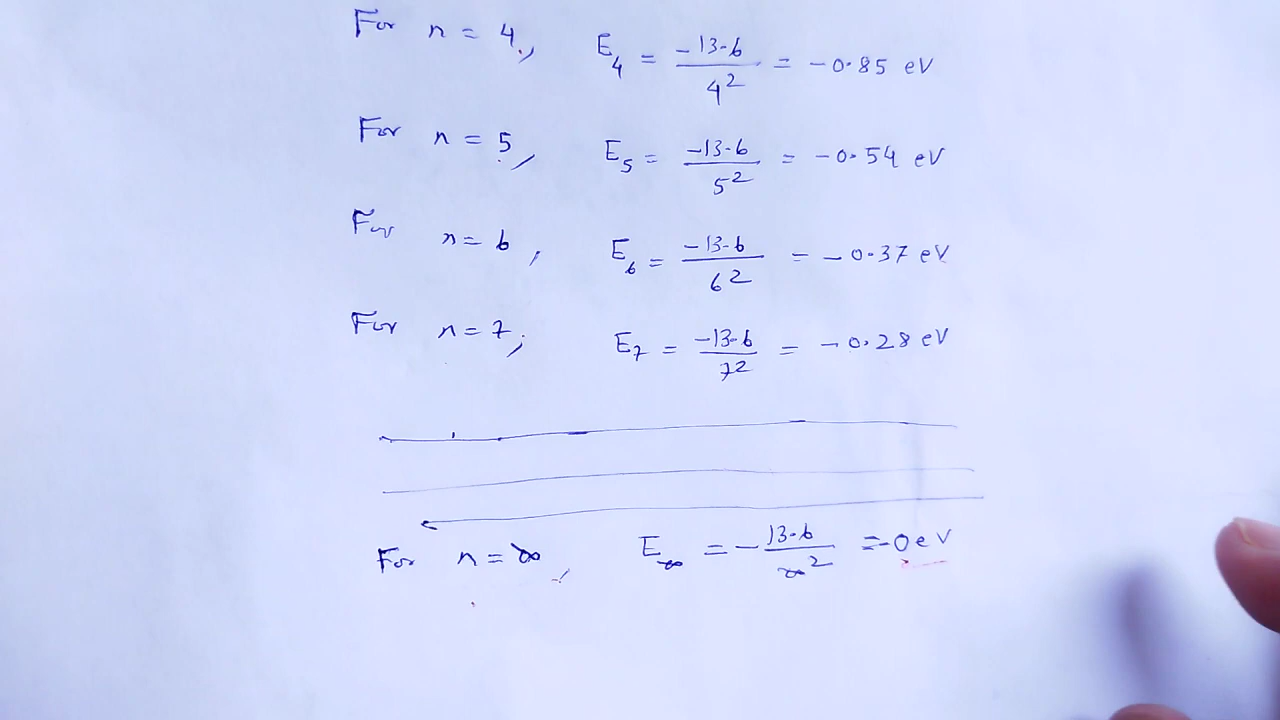 For n = 4, E₄ = -13.6/4² = -0.85 eV
For n = 5, E₅ = -13.6/5² = -0.54 eV
For n = 6, E₆ = -13.6/6² = -0.37 eV
For n = 7, E₇ = -13.6/7² = -0.28 eV
For n = ∞, E∞ = -13.6/∞² = -0 eV